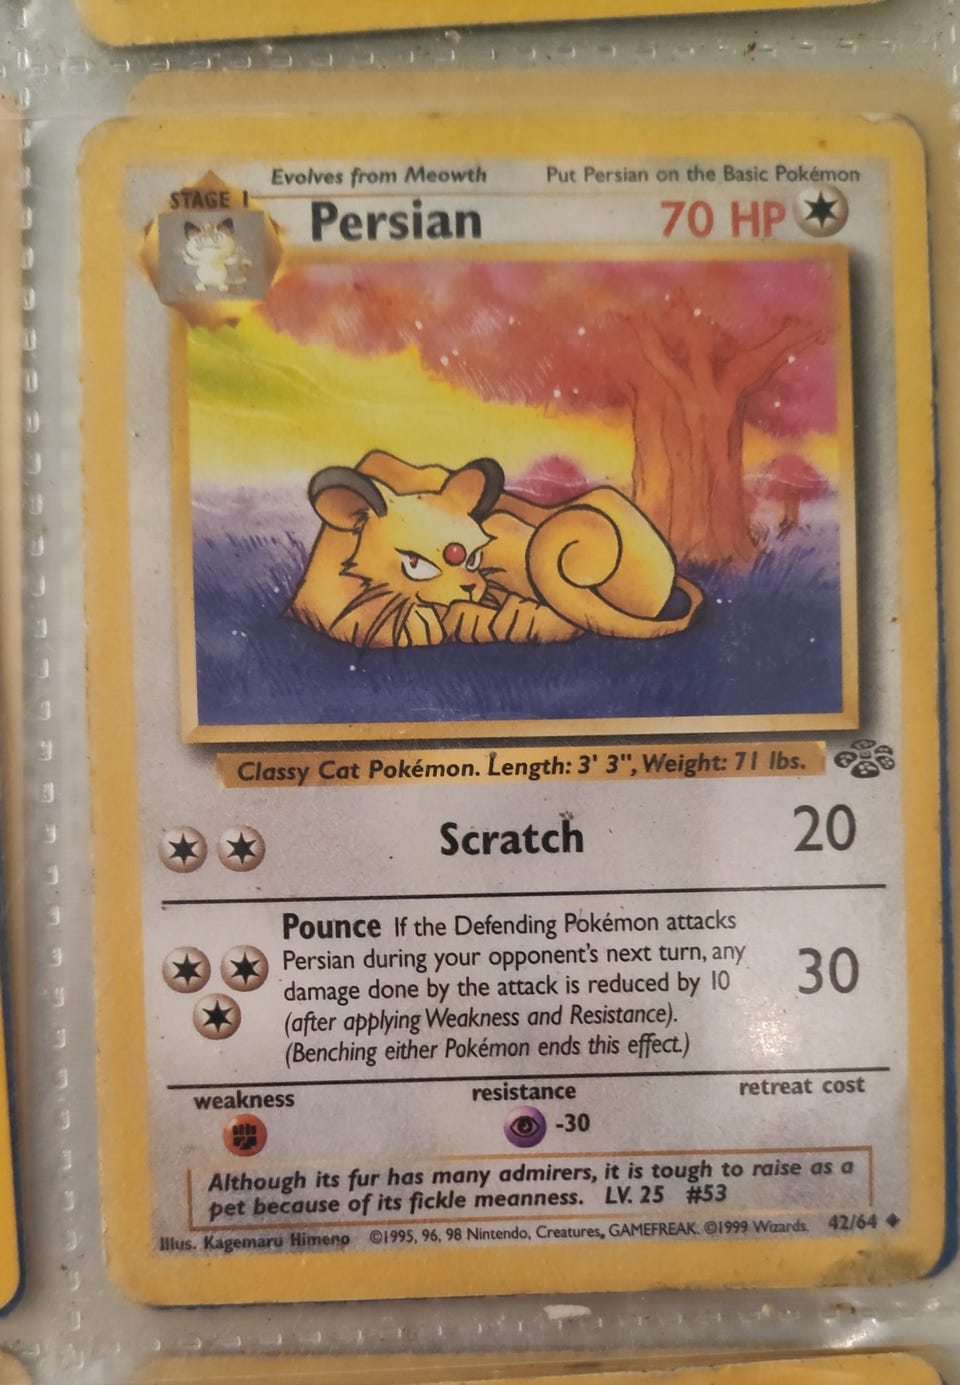 Evolves from Meowth Put Persian on the Basic Pokémon
STAGE 1
Persian 70 HP
Classy Cat Pokémon. Length: 3' 3", Weight: 71 lbs.
Scratch 20
Pounce If the Defending Pokémon attacks
Persian during your opponent's next turn, any
damage done by the attack is reduced by 10
(after applying Weakness and Resistance).
(Benching either Pokémon ends this effect.)
30
weakness resistance retreat cost
-30
Although its fur has many admirers, it is tough to raise as a
pet because of its fickle meanness. LV. 25 #53
Illus. Kagemaru Himeno ©1995, 96, 98 Nintendo, Creatures, GAMEFREAK. ©1999 Wizards. 42/64